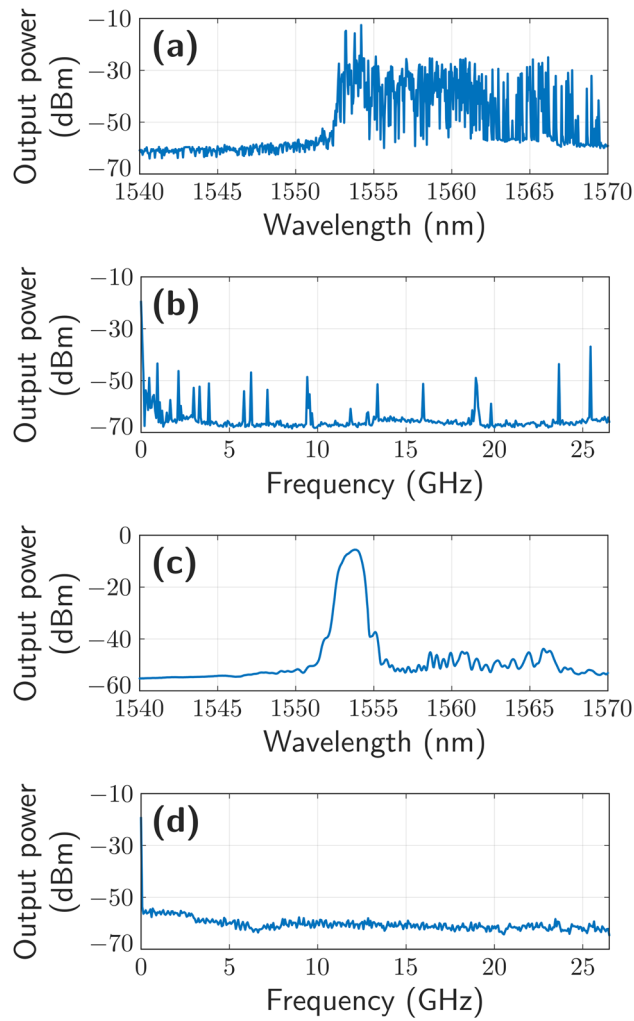 Output power
(dBm)
−10
−30
−50
−70
(a)
1540 1545 1550 1555 1560 1565 1570
Wavelength (nm)
Output power
(dBm)
−10
−30
−50
−70
(b)
0 5 10 15 20 25
Frequency (GHz)
Output power
(dBm)
0
−20
−40
−60
(c)
1540 1545 1550 1555 1560 1565 1570
Wavelength (nm)
Output power
(dBm)
−10
−30
−50
−70
(d)
0 5 10 15 20 25
Frequency (GHz)